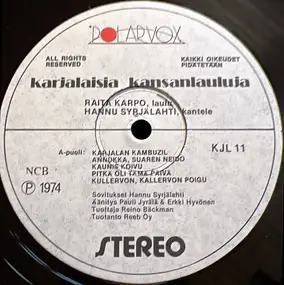 POLARVOX
ALL RIGHTS RESERVED
KAIKKI OIKEUDET PIDÄTETÄÄN
karjalaisia kansanlauluja
RAITA KARPO, laulu
HANNU SYRJÄLAHTI, kantele
KJL 11
A-puoli: KARJALAN KAMBUZIL
ANNOKKA, SUAREN NEIDO
KAUNIS KOIVU
PITKÄ OLI TÄMÄ PÄIVÄ
KULLERVON, KALLERVON POIGU
NCB
Ⓟ 1974
Sovitukset Hannu Syrjälahti
Äänitys Pauli Jyrälä & Erkki Hyvönen
Tuottaja Reino Bäckman
Tuotanto Reeb Oy
STEREO